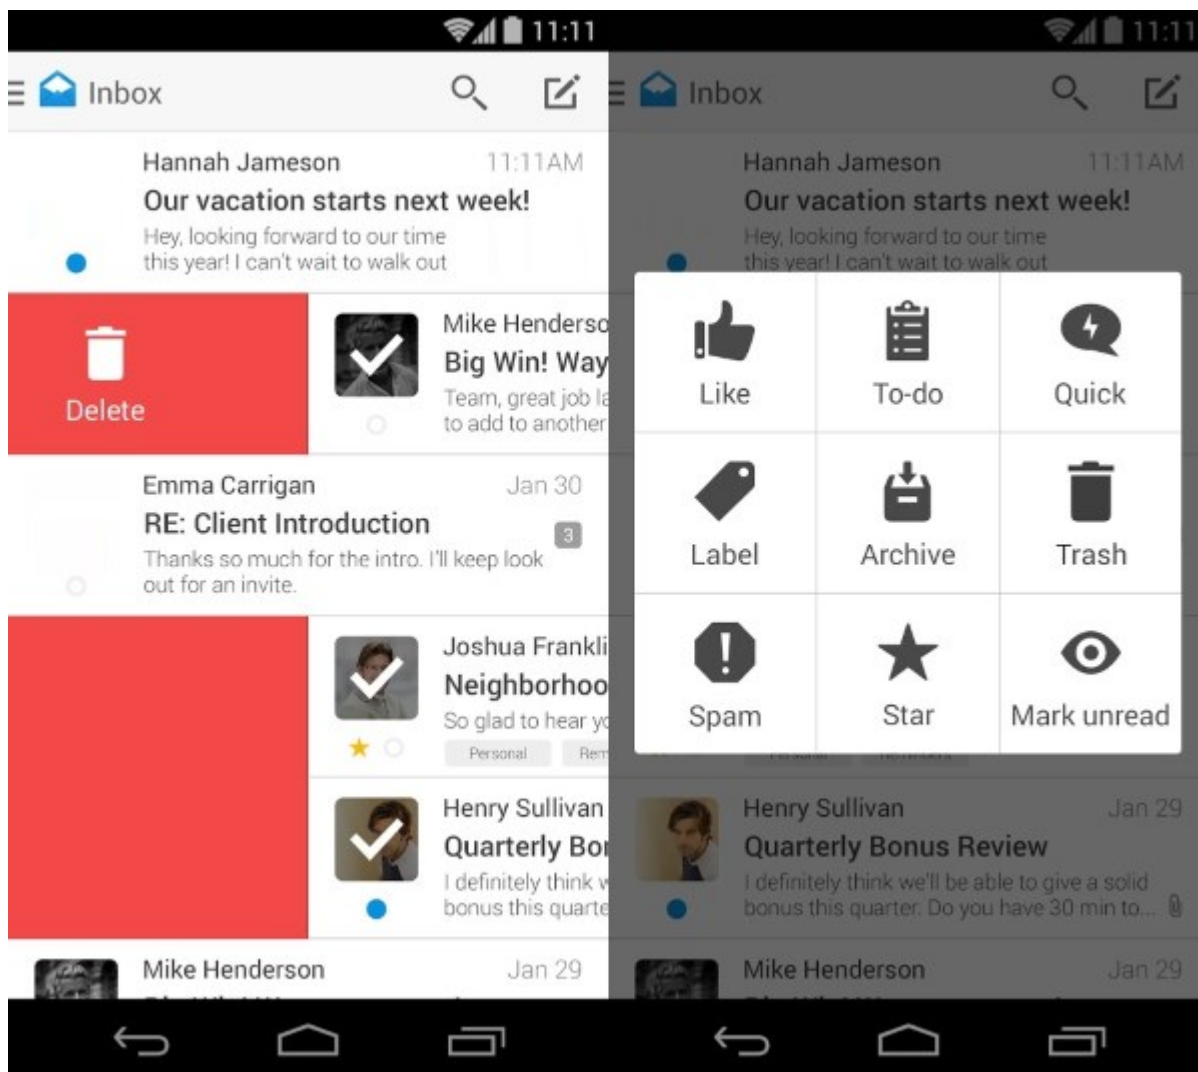 11:11
Inbox
Hannah Jameson 11:11AM
Our vacation starts next week!
Hey, looking forward to our time
this year! I can't wait to walk out
Delete
Mike Henderso
Big Win! Way
Team, great job la
to add to another
Emma Carrigan Jan 30
RE: Client Introduction
3
Thanks so much for the intro. I'll keep look
out for an invite.
Joshua Frankli
Neighborhoo
So glad to hear yo
Personal Rem
Henry Sullivan
Quarterly Bon
I definitely think w
bonus this quarte
Mike Henderson Jan 29
11:11
Inbox
Hannah Jameson 11:11AM
Our vacation starts next week!
Hey, looking forward to our time
this year! I can't wait to walk out
Like To-do Quick
Label Archive Trash
Spam Star Mark unread
Personal Reminders
Henry Sullivan Jan 29
Quarterly Bonus Review
I definitely think we'll be able to give a solid
bonus this quarter. Do you have 30 min to...
Mike Henderson Jan 29